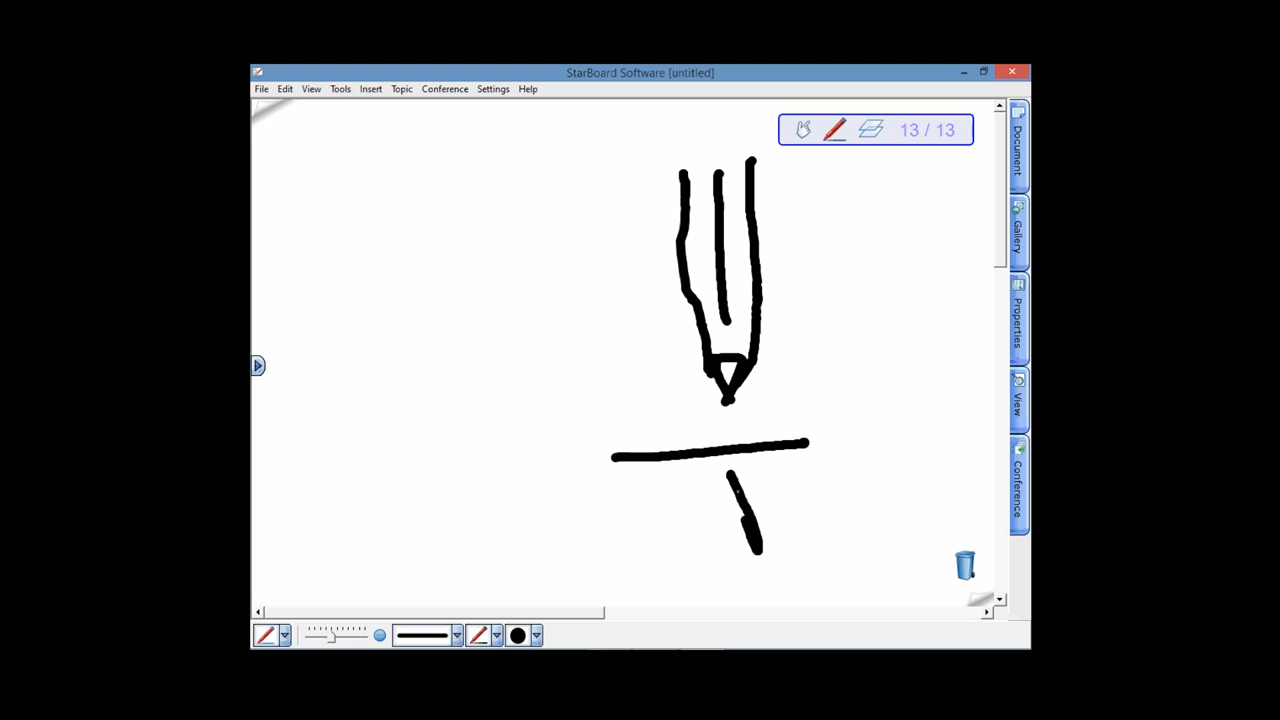 StarBoard Software [untitled]
File Edit View Tools Insert Topic Conference Settings Help
13 / 13
Document
Gallery
Properties
View
Conference